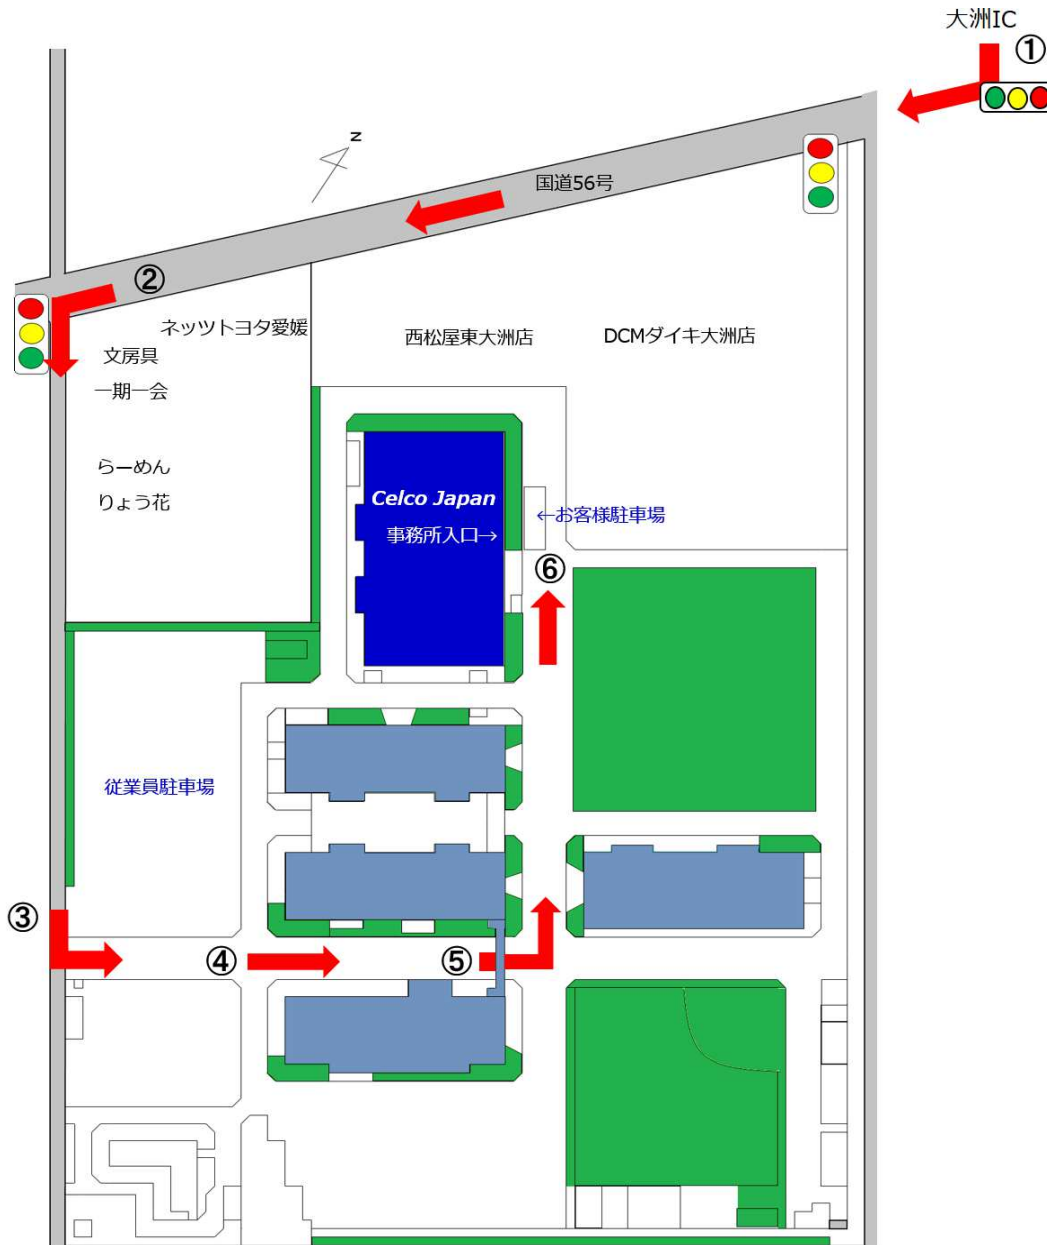 大洲IC
①
N
国道56号
②
ネッツトヨタ愛媛
西松屋東大洲店
DCMダイキ大洲店
文房具
一期一会
らーめん
りょう花
Celco Japan
事務所入口→
←お客様駐車場
⑥
従業員駐車場
③
④
⑤